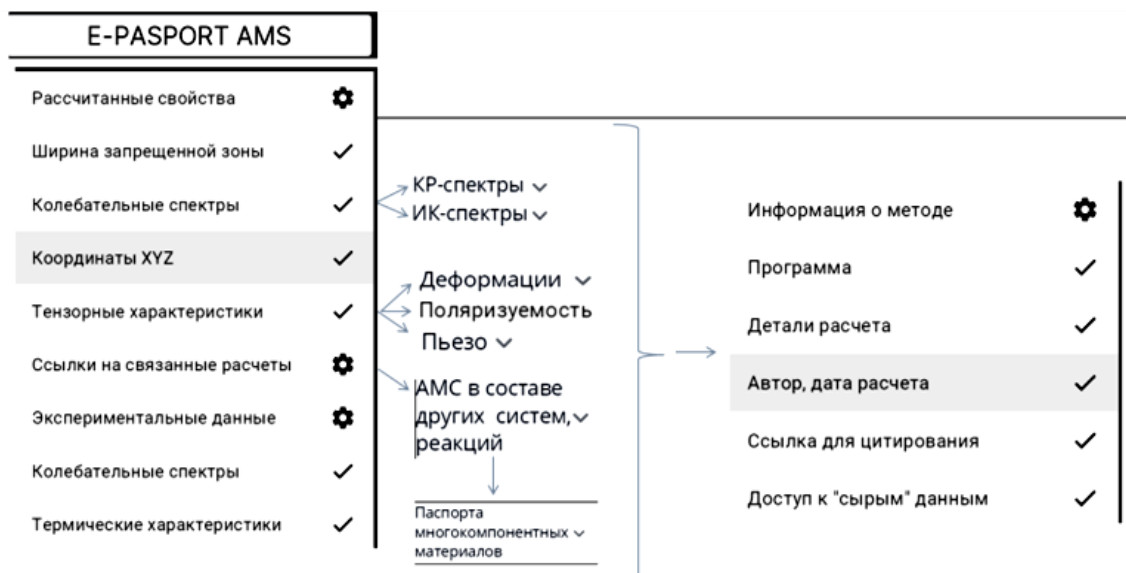 E-PASPORT AMS
Рассчитанные свойства
Ширина запрещенной зоны
Колебательные спектры
Координаты XYZ
Тензорные характеристики
Ссылки на связанные расчеты
Экспериментальные данные
Колебательные спектры
Термические характеристики
КР-спектры
ИК-спектры
Деформации
Поляризуемость
Пьезо
АМС в составе
других систем,
реакций
Паспорта
многокомпонентных
материалов
Информация о методе
Программа
Детали расчета
Автор, дата расчета
Ссылка для цитирования
Доступ к "сырым" данным